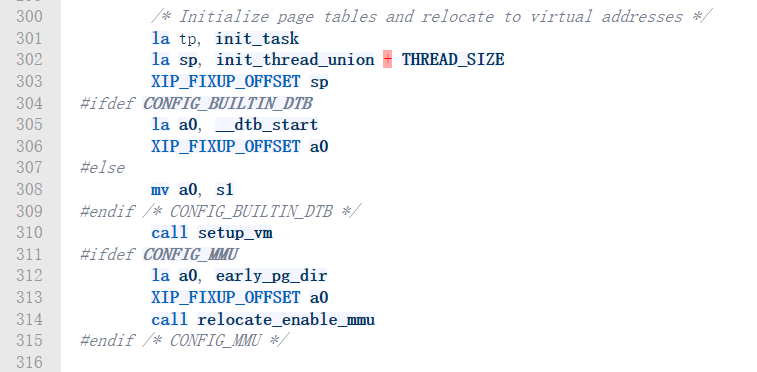 300 /* Initialize page tables and relocate to virtual addresses */
301 la tp, init_task
302 la sp, init_thread_union + THREAD_SIZE
303 XIP_FIXUP_OFFSET sp
304 #ifdef CONFIG_BUILTIN_DTB
305 la a0, __dtb_start
306 XIP_FIXUP_OFFSET a0
307 #else
308 mv a0, s1
309 #endif /* CONFIG_BUILTIN_DTB */
310 call setup_vm
311 #ifdef CONFIG_MMU
312 la a0, early_pg_dir
313 XIP_FIXUP_OFFSET a0
314 call relocate_enable_mmu
315 #endif /* CONFIG_MMU */
316